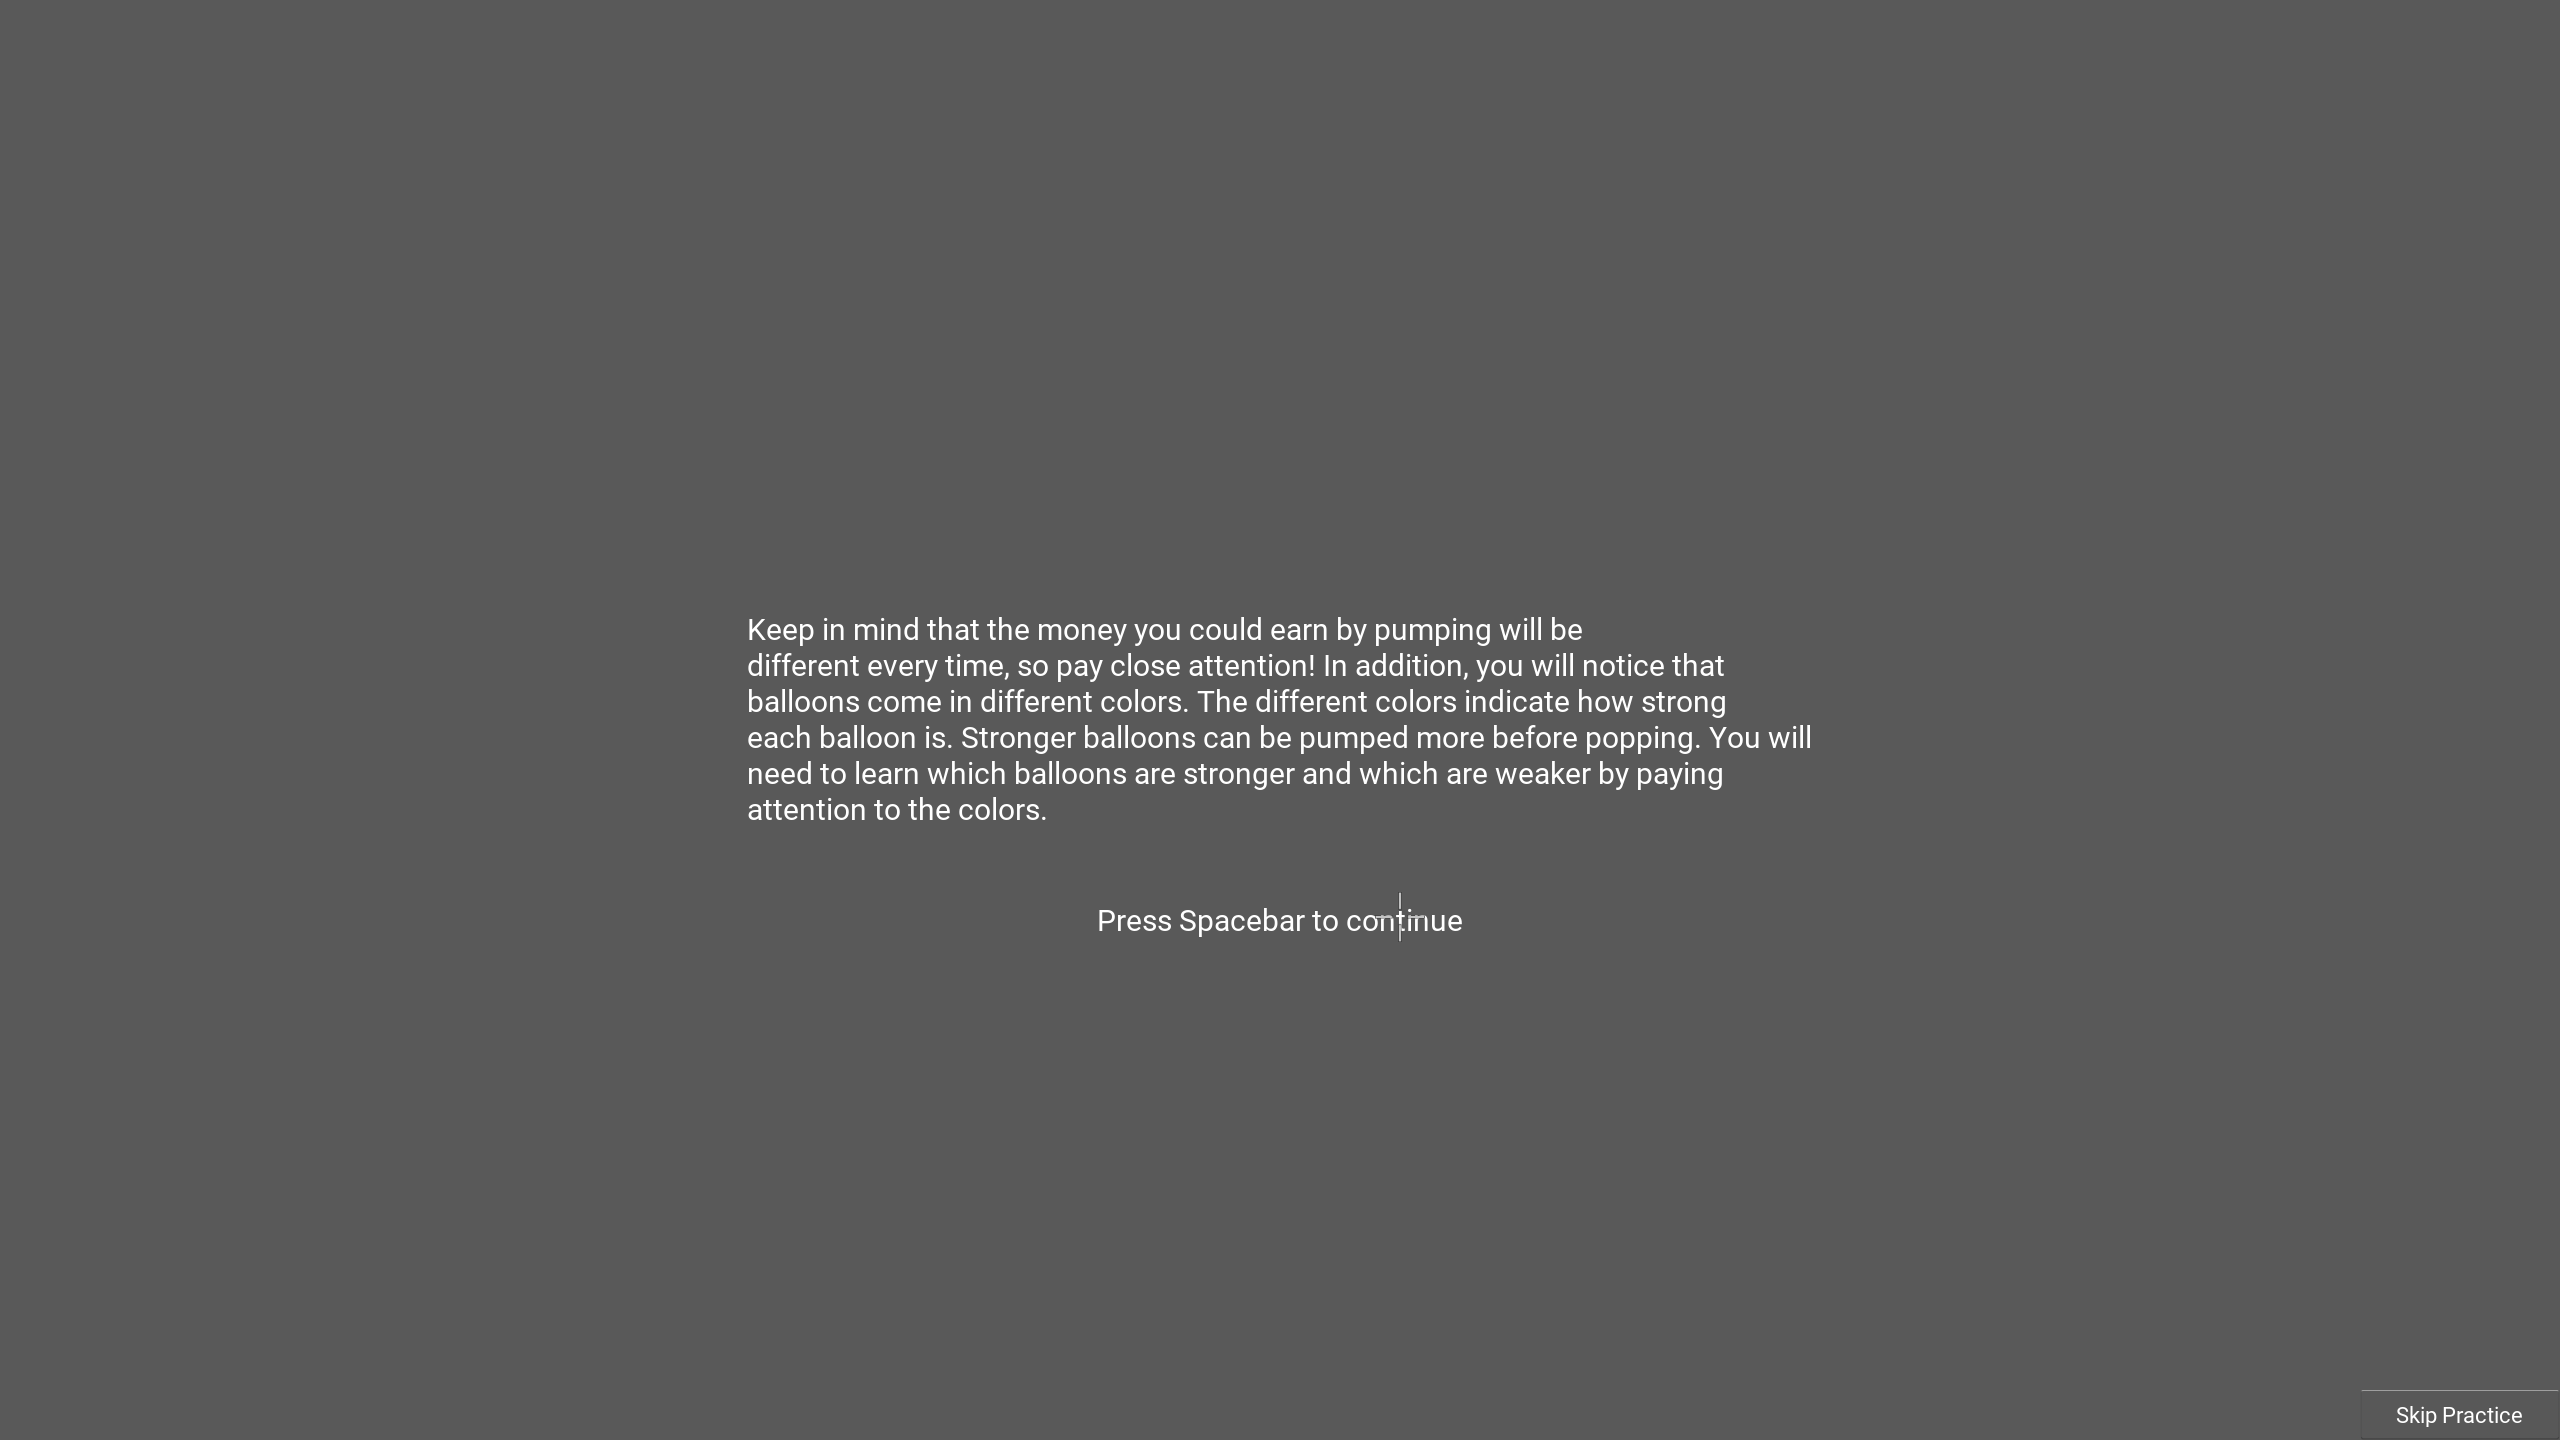 Keep in mind that the money you could earn by pumping will be
different every time, so pay close attention! In addition, you will notice that
balloons come in different colors. The different colors indicate how strong
each balloon is. Stronger balloons can be pumped more before popping. You will
need to learn which balloons are stronger and which are weaker by paying
attention to the colors.
Press Spacebar to continue
Skip Practice